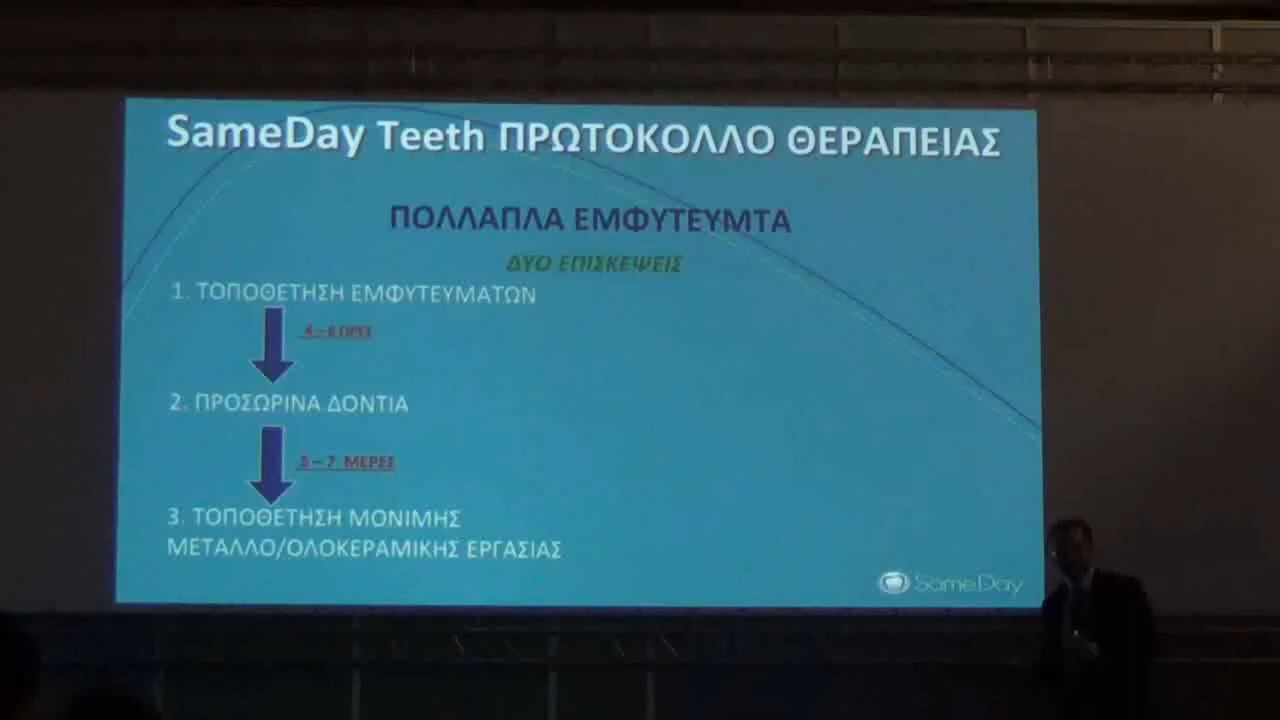 SameDay Teeth ΠΡΩΤΟΚΟΛΛΟ ΘΕΡΑΠΕΙΑΣ
ΠΟΛΛΑΠΛΑ ΕΜΦΥΤΕΥΜΤΑ
ΔΥΟ ΕΠΙΣΚΕΨΕΙΣ
1. ΤΟΠΟΘΕΤΗΣΗ ΕΜΦΥΤΕΥΜΑΤΩΝ
2. ΠΡΟΣΩΡΙΝΑ ΔΟΝΤΙΑ
7 ΜΕΡΕΣ
3. ΤΟΠΟΘΕΤΗΣΗ ΜΟΝΙΜΗΣ
ΜΕΤΑΛΛΟ/ΟΛΟΚΕΡΑΜΙΚΗΣ ΕΡΓΑΣΙΑΣ
SameDay